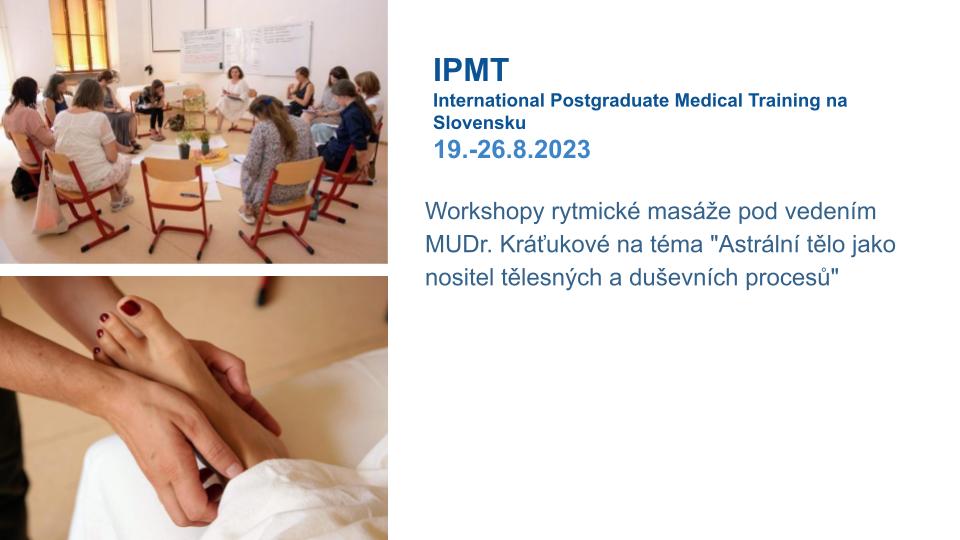 IPMT
International Postgraduate Medical Training na
Slovensku
19.-26.8.2023
Workshopy rytmické masáže pod vedením
MUDr. Kráťukové na téma "Astrální tělo jako
nositel tělesných a duševních procesů"